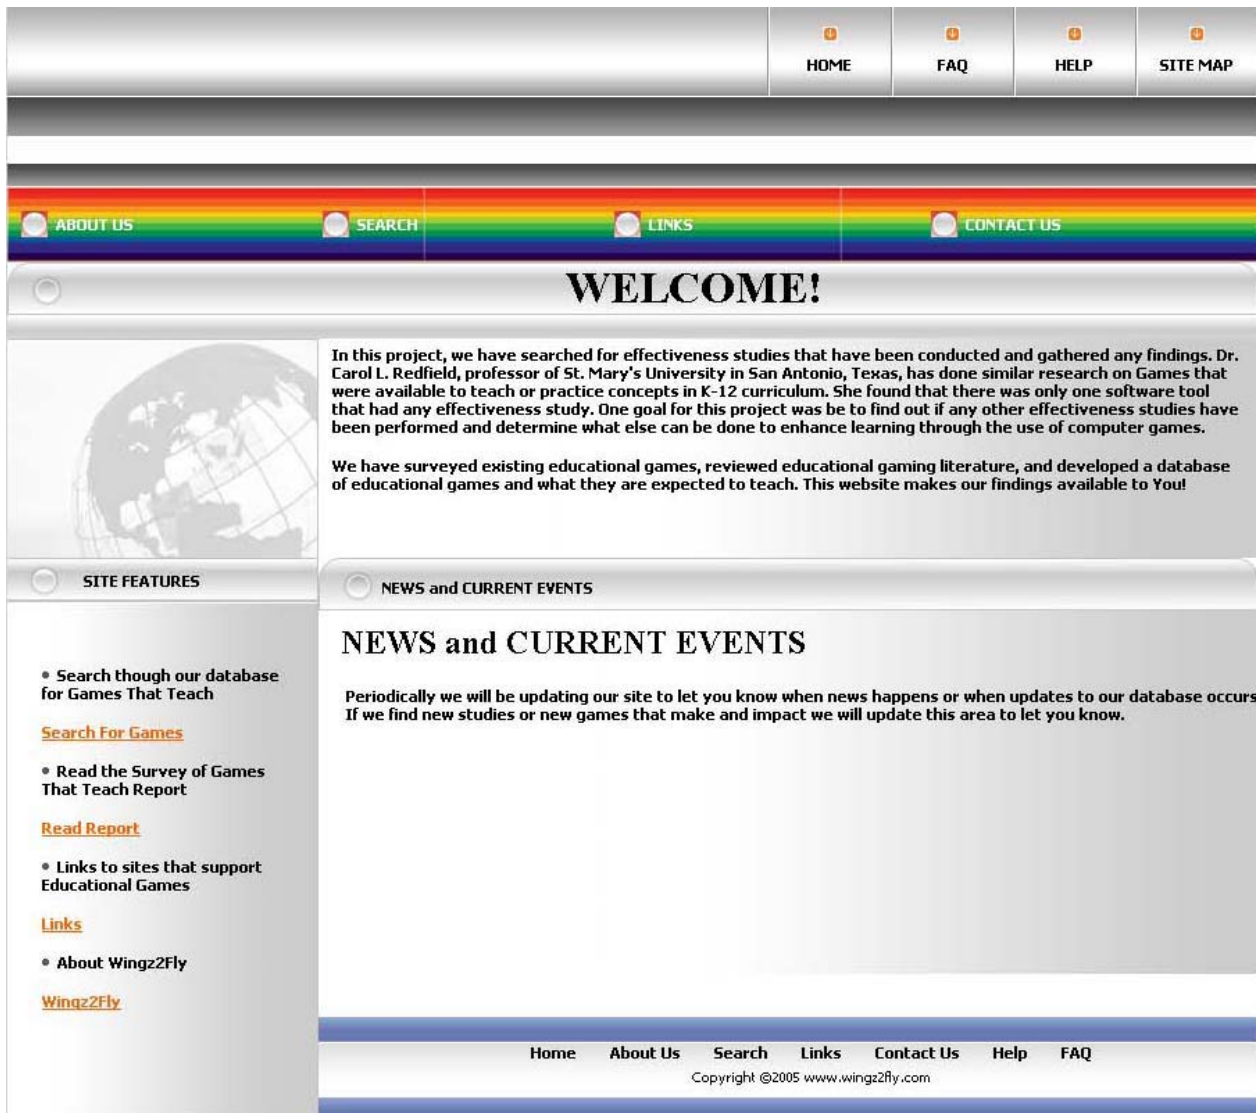 HOME FAQ HELP SITE MAP
ABOUT US SEARCH LINKS CONTACT US
WELCOME!
In this project, we have searched for effectiveness studies that have been conducted and gathered any findings. Dr.
Carol L. Redfield, professor of St. Mary's University in San Antonio, Texas, has done similar research on Games that
were available to teach or practice concepts in K-12 curriculum. She found that there was only one software tool
that had any effectiveness study. One goal for this project was be to find out if any other effectiveness studies have
been performed and determine what else can be done to enhance learning through the use of computer games.
We have surveyed existing educational games, reviewed educational gaming literature, and developed a database
of educational games and what they are expected to teach. This website makes our findings available to You!
SITE FEATURES
• Search though our database
for Games That Teach
Search For Games
• Read the Survey of Games
That Teach Report
Read Report
• Links to sites that support
Educational Games
Links
• About Wingz2Fly
Wingz2Fly
NEWS and CURRENT EVENTS
NEWS and CURRENT EVENTS
Periodically we will be updating our site to let you know when news happens or when updates to our database occurs
If we find new studies or new games that make and impact we will update this area to let you know.
Home About Us Search Links Contact Us Help FAQ
Copyright ©2005 www.wingz2fly.com